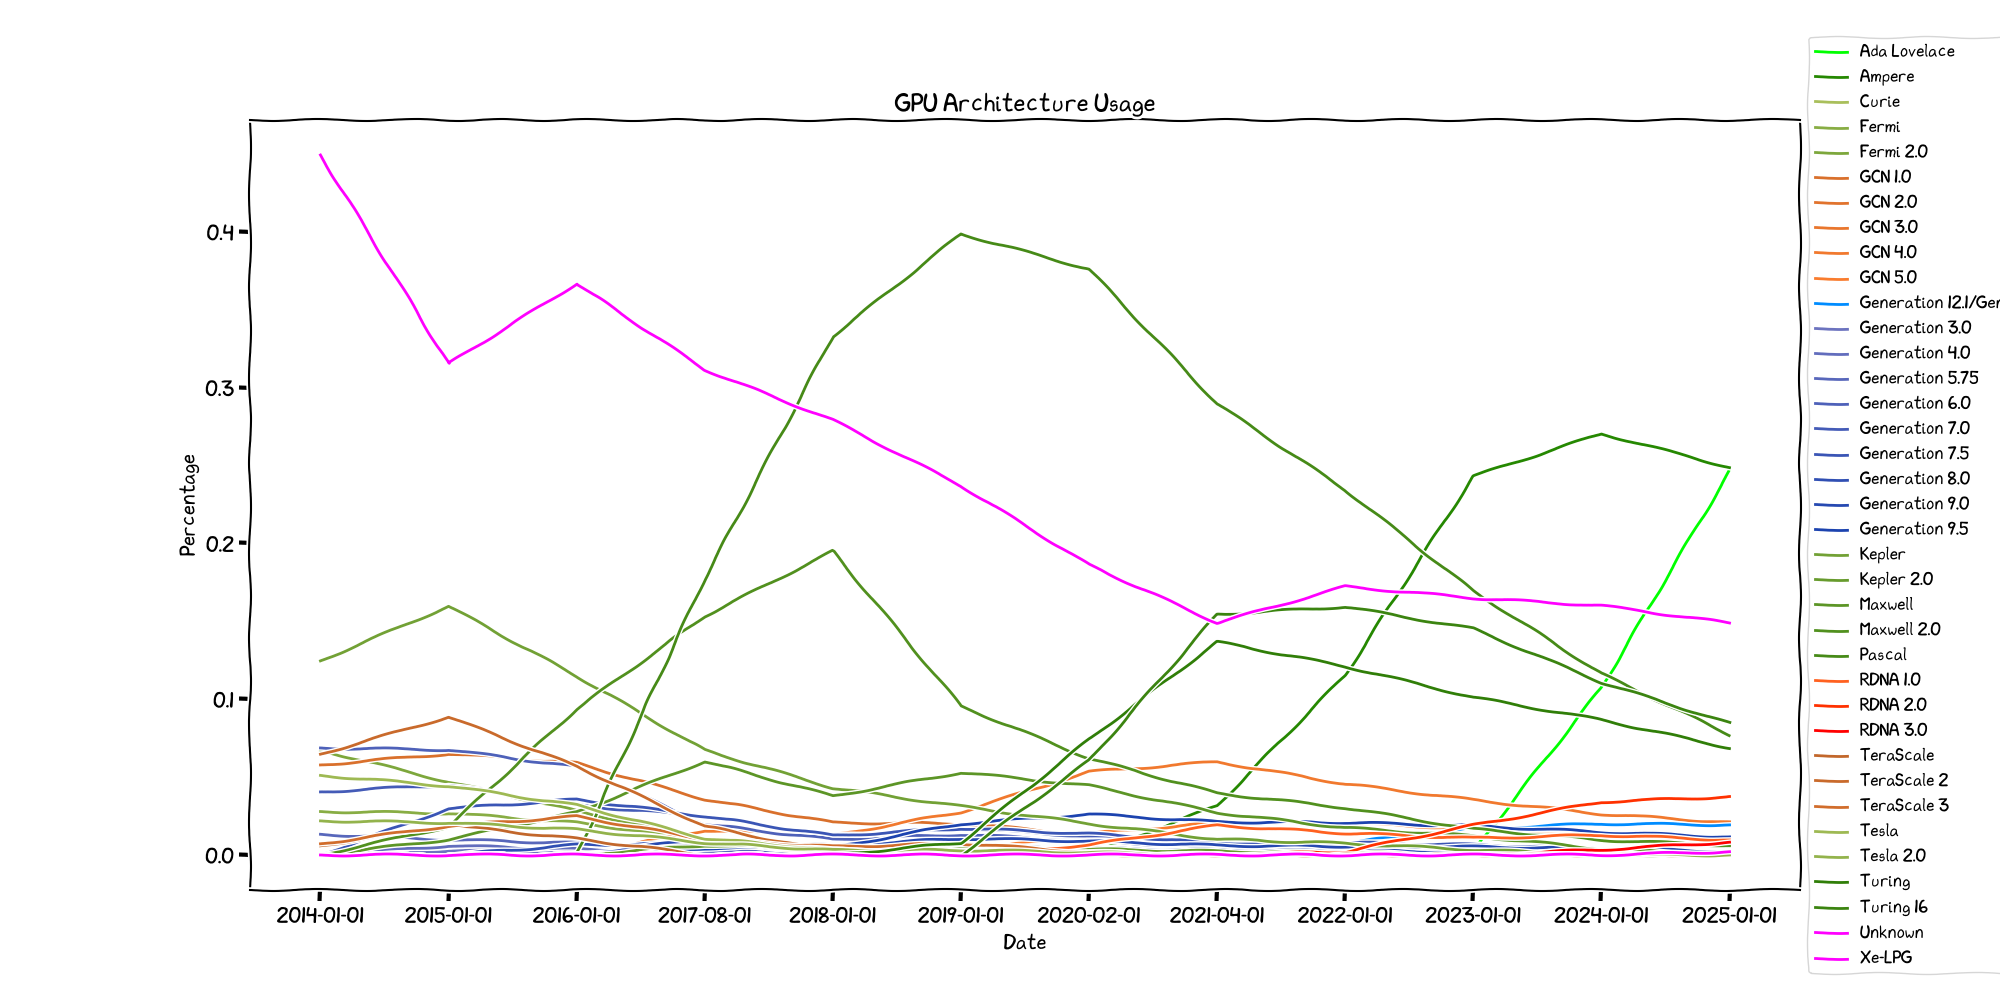 GPU Architecture Usage
Percentage
0.4
0.3
0.2
0.1
0.0
2014-01-01 2015-01-01 2016-01-01 2017-08-01 2018-01-01 2019-01-01 2020-02-01 2021-04-01 2022-01-01 2023-01-01 2024-01-01 2025-01-01
Date
Ada Lovelace
Ampere
Curie
Fermi
Fermi 2.0
GCN 1.0
GCN 2.0
GCN 3.0
GCN 4.0
GCN 5.0
Generation 12.1/Ger
Generation 3.0
Generation 4.0
Generation 5.75
Generation 6.0
Generation 7.0
Generation 7.5
Generation 8.0
Generation 9.0
Generation 9.5
Kepler
Kepler 2.0
Maxwell
Maxwell 2.0
Pascal
RDNA 1.0
RDNA 2.0
RDNA 3.0
TeraScale
TeraScale 2
TeraScale 3
Tesla
Tesla 2.0
Turing
Turing 16
Unknown
Xe-LPG